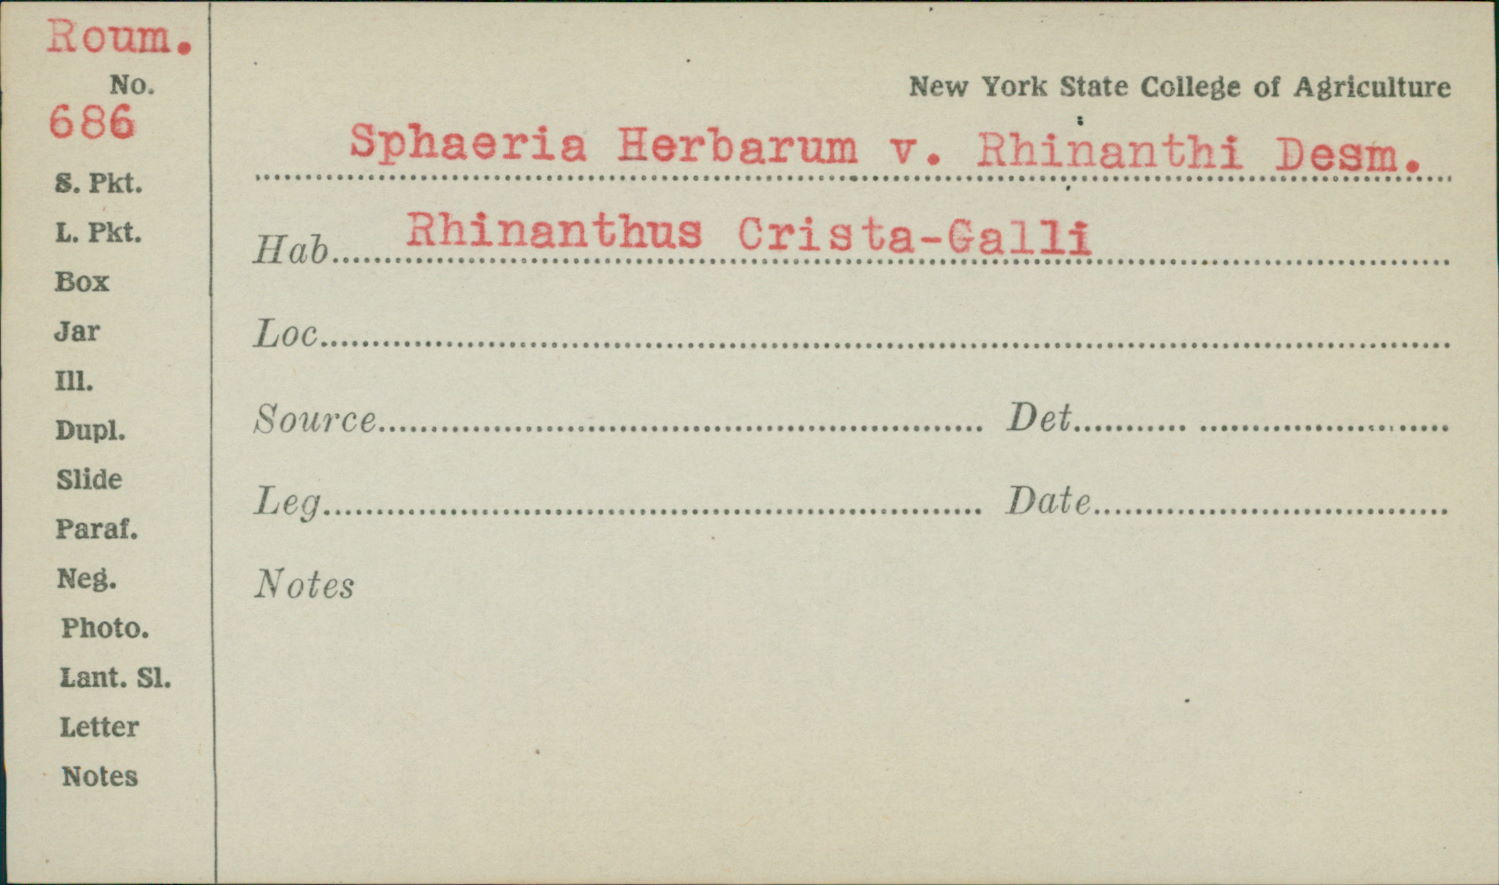 Roum.
No.
686
S. Pkt.
L. Pkt.
Box
Jar
Ill.
Dupl.
Slide
Paraf.
Neg.
Photo.
Lant. Sl.
Letter
Notes
New York State College of Agriculture
Sphaeria Herbarum v. Rhinanthi Desm.
Hab. Rhinanthus Crista-Galli
Loc.
Source Det.
Leg. Date
Notes